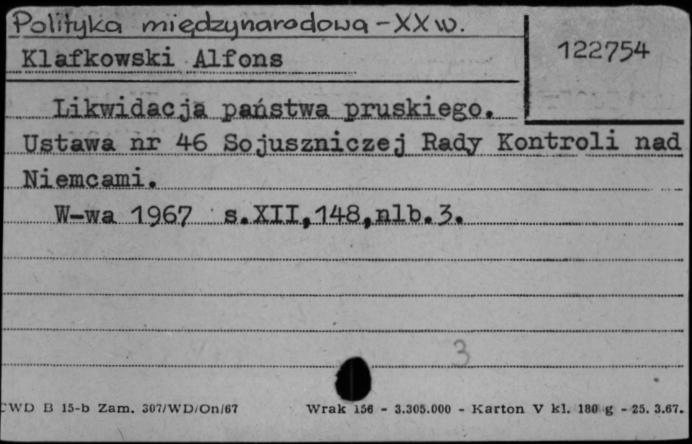 Polityka międzynarodowa - XX w.
122754
Klafkowski Alfons
Likwidacja państwa pruskiego.
Ustawa nr 46 Sojuszniczej Rady Kontroli nad
Niemcami.
W-wa 1967 s.XII,148,nlb.3.
3
CWD B 15-b Zam. 307/WD/On/67 Wrak 156 - 3.305.000 - Karton V kl. 180 g - 25. 3.67.